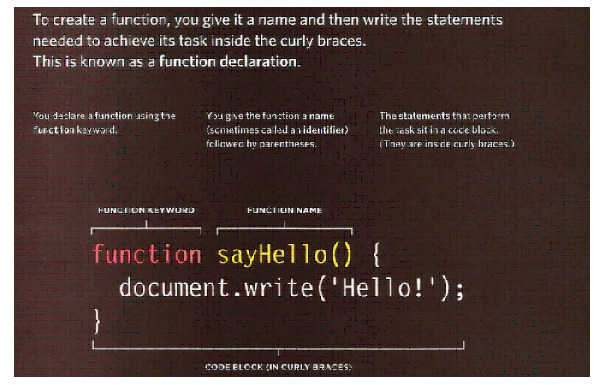 To create a function, you give it a name and then write the statements
needed to achieve its task inside the curly braces.
This is known as a function declaration.
You declare a function using the
function keyword.
You give the function a name
(sometimes called an identifier)
followed by parentheses.
The statements that perform
the task sit in a code block.
(They are inside curly braces.)
FUNCTION KEYWORD
FUNCTION NAME
function sayHello() {
document.write('Hello!');
}
CODE BLOCK (IN CURLY BRACES)